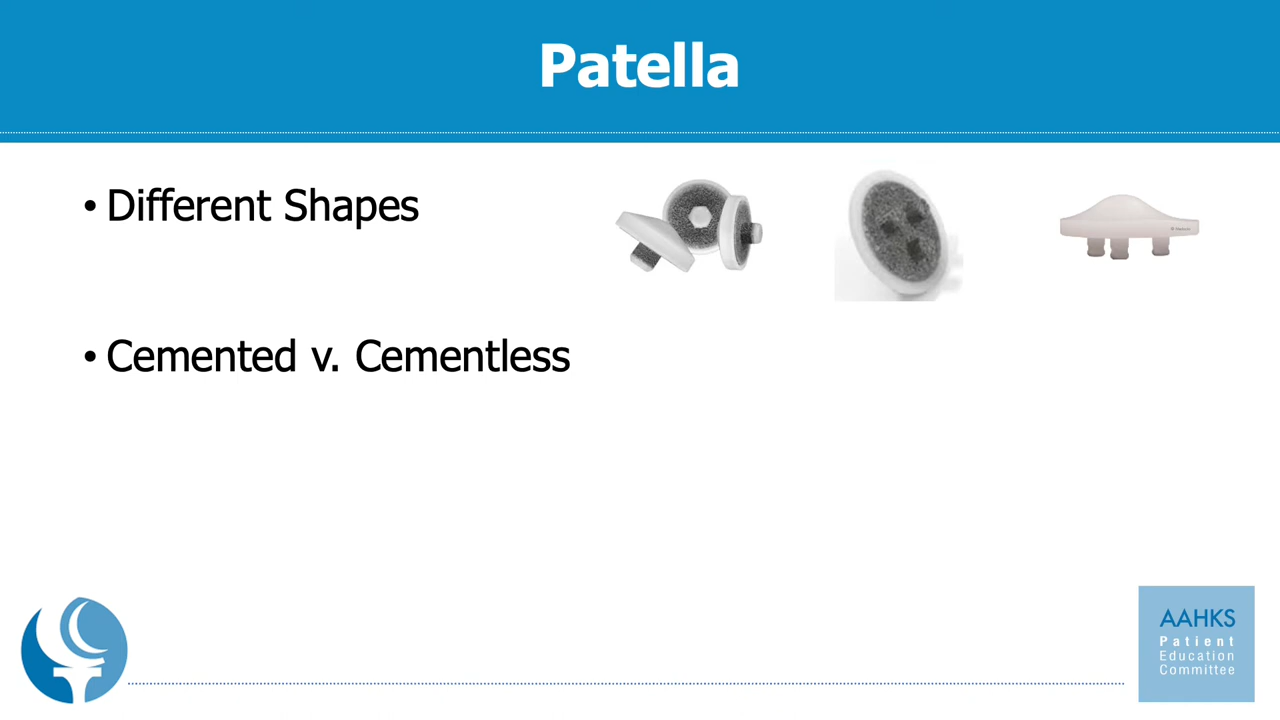 Patella
• Different Shapes
• Cemented v. Cementless
AAHKS
Patient
Education
Committee